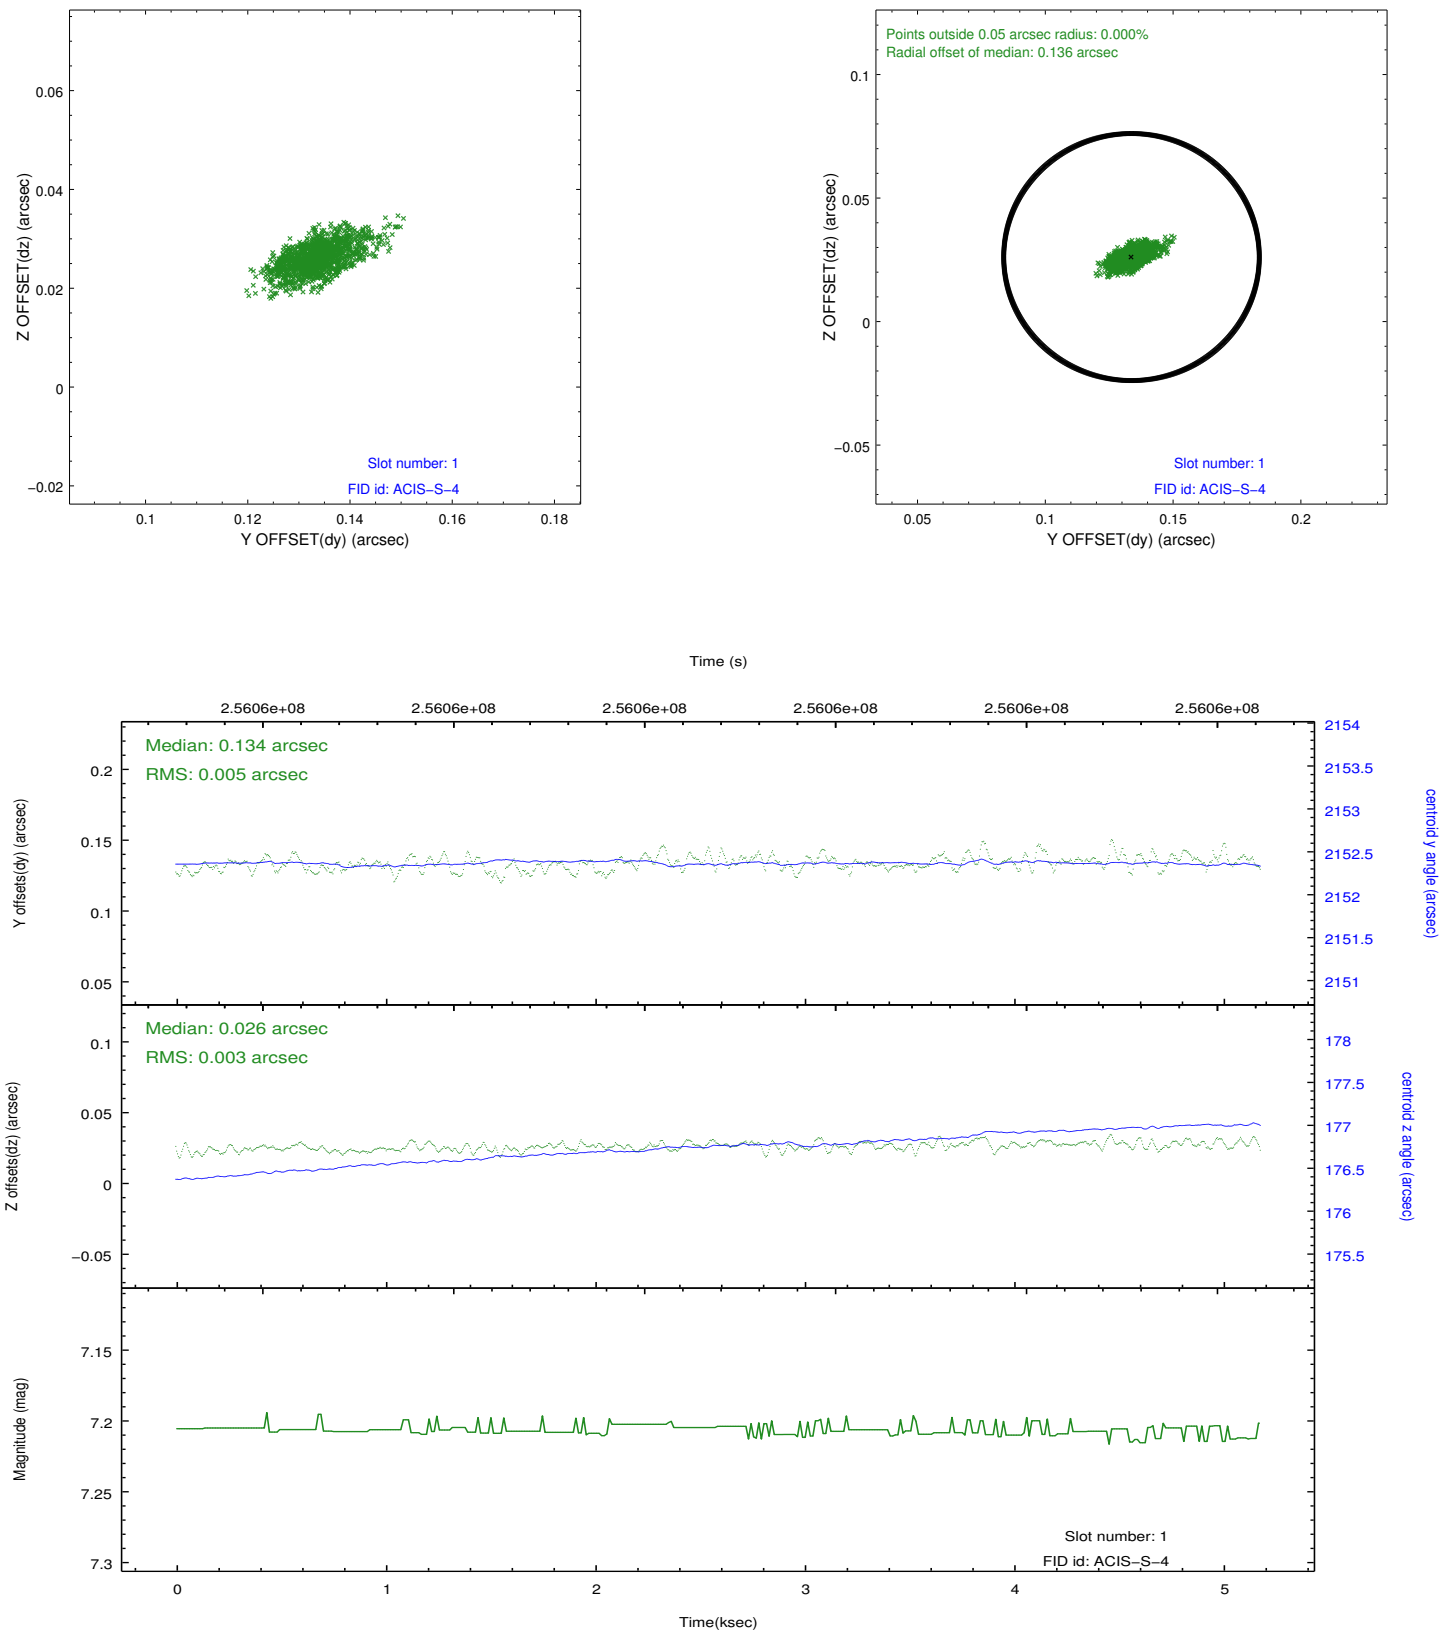 0.06
0.04
0.02
0
−0.02
Z OFFSET(dz) (arcsec)
Slot number: 1
FID id: ACIS−S−4
0.1 0.12 0.14 0.16 0.18
Y OFFSET(dy) (arcsec)
Points outside 0.05 arcsec radius: 0.000%
Radial offset of median: 0.136 arcsec
0.1
0.05
0
−0.05
Z OFFSET(dz) (arcsec)
Slot number: 1
FID id: ACIS−S−4
0.05 0.1 0.15 0.2
Y OFFSET(dy) (arcsec)
Time (s)
2.5606e+08 2.5606e+08 2.5606e+08 2.5606e+08 2.5606e+08 2.5606e+08
Median: 0.134 arcsec
RMS: 0.005 arcsec
0.2
0.15
0.1
0.05
Y offsets(dy) (arcsec)
2154
2153.5
2153
2152.5
2152
2151.5
2151
centroid y angle (arcsec)
Median: 0.026 arcsec
RMS: 0.003 arcsec
0.1
0.05
0
−0.05
Z offsets(dz) (arcsec)
178
177.5
177
176.5
176
175.5
centroid z angle (arcsec)
7.15
7.2
7.25
7.3
Magnitude (mag)
Slot number: 1
FID id: ACIS−S−4
0 1 2 3 4 5
Time(ksec)